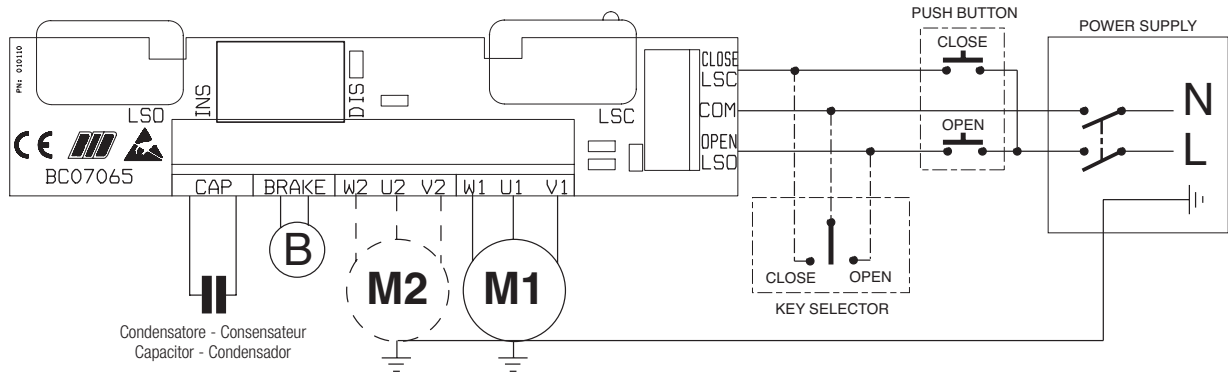 PUSH BUTTON
POWER SUPPLY
CLOSE
OPEN
N
L
PN: 010110
LSO
INS
DIS
LSC
CLOSE
LSC
COM
OPEN
LSO
CE
BC07065
CAP
BRAKE
W2
U2
V2
W1
U1
V1
B
M2
M1
CLOSE
OPEN
KEY SELECTOR
Condensatore - Consensateur
Capacitor - Condensador